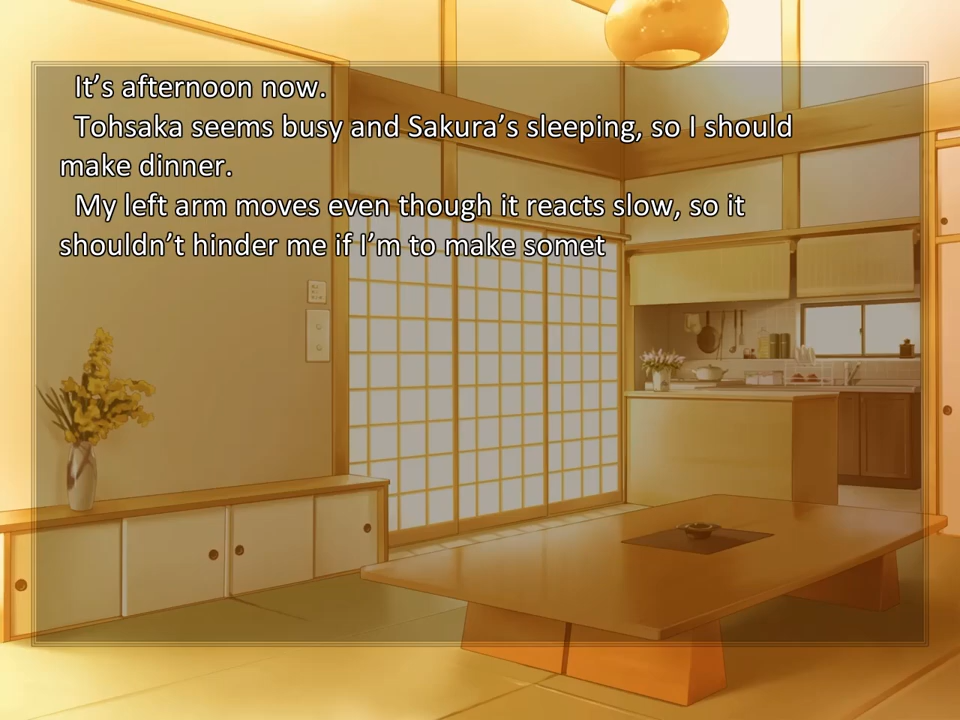 It’s afternoon now.
Tohsaka seems busy and Sakura’s sleeping, so I should
make dinner.
My left arm moves even though it reacts slow, so it
shouldn’t hinder me if I’m to make somet